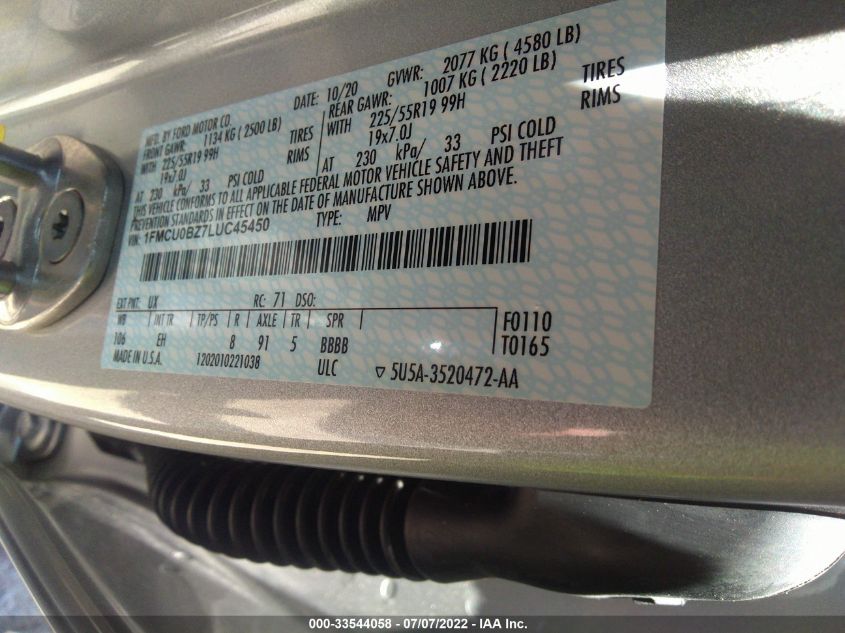 MFG. BY FORD MOTOR CO.
DATE: 10/20 GVWR: 2077 KG ( 4580 LB)
FRONT GAWR: 1134 KG ( 2500 LB)
REAR GAWR: 1007 KG ( 2220 LB)
WITH 225/55R19 99H TIRES
WITH 225/55R19 99H TIRES
19x7.0J RIMS
19x7.0J RIMS
AT 230 kPa/ 33 PSI COLD
AT 230 kPa/ 33 PSI COLD
THIS VEHICLE CONFORMS TO ALL APPLICABLE FEDERAL MOTOR VEHICLE SAFETY AND THEFT
PREVENTION STANDARDS IN EFFECT ON THE DATE OF MANUFACTURE SHOWN ABOVE.
VIN: 1FMCU0BZ7LUC45450 TYPE: MPV
EXT PNT: UX RC: 71 DSO:
WB INT TR TP/PS R AXLE TR SPR F0110
106 EH 8 91 5 BBBB T0165
MADE IN U.S.A. 1202010221038 ULC ▽ 5U5A-3520472-AA
000-33544058 - 07/07/2022 - IAA Inc.